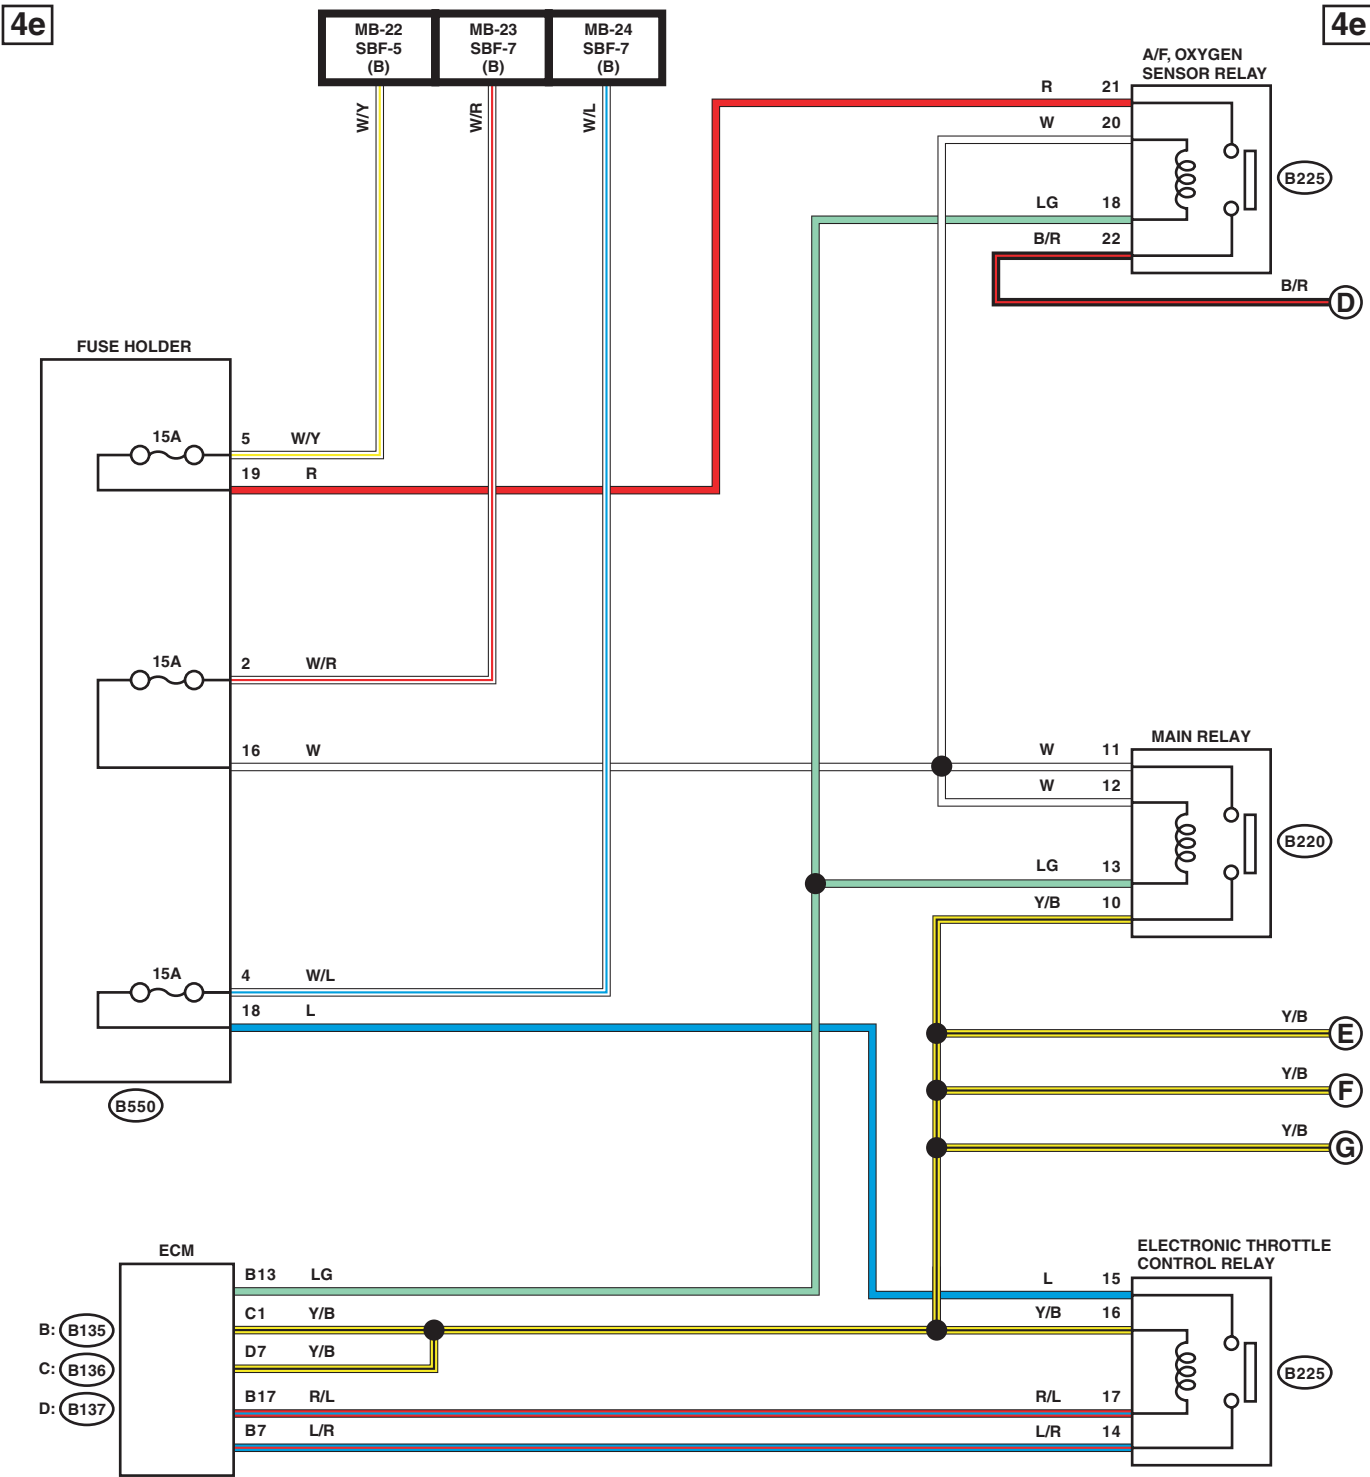 4e
4e
MB-22
SBF-5
(B)
MB-23
SBF-7
(B)
MB-24
SBF-7
(B)
W/Y
W/R
W/L
A/F, OXYGEN
SENSOR RELAY
R 21
W 20
LG 18
B/R 22
B225
B/R
D
FUSE HOLDER
15A
5 W/Y
19 R
15A
2 W/R
16 W
15A
4 W/L
18 L
B550
MAIN RELAY
W 11
W 12
LG 13
Y/B 10
B220
Y/B
E
Y/B
F
Y/B
G
ECM
B13 LG
C1 Y/B
D7 Y/B
B17 R/L
B7 L/R
B: B135
C: B136
D: B137
ELECTRONIC THROTTLE
CONTROL RELAY
L 15
Y/B 16
R/L 17
L/R 14
B225